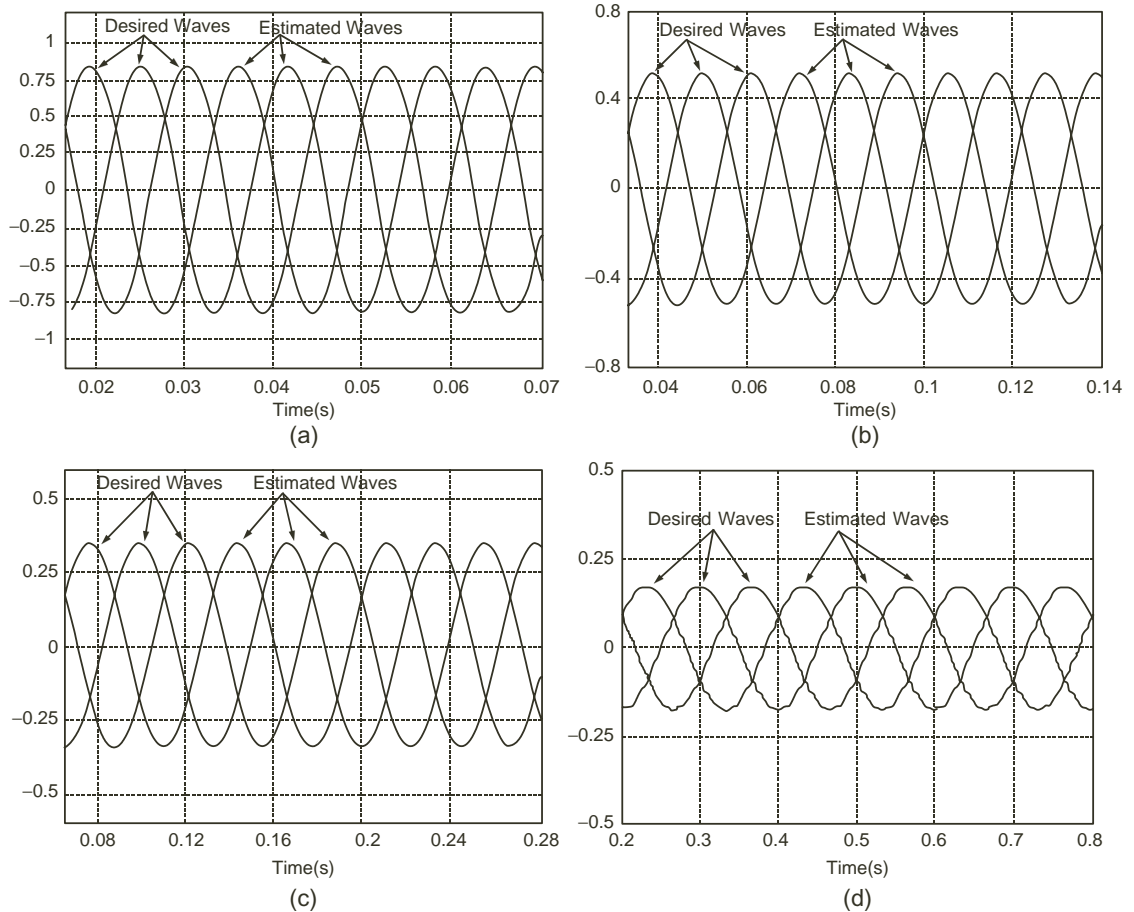 Desired Waves
Estimated Waves
1
0.75
0.5
0.25
0
–0.25
–0.5
–0.75
–1
0.02 0.03 0.04 0.05 0.06 0.07
Time(s)
(a)
0.8
Desired Waves
Estimated Waves
0.4
0
–0.4
–0.8
0.04 0.06 0.08 0.1 0.12 0.14
Time(s)
(b)
Desired Waves
Estimated Waves
0.5
0.25
0
–0.25
–0.5
0.08 0.12 0.16 0.2 0.24 0.28
Time(s)
(c)
0.5
Desired Waves
Estimated Waves
0.25
0
–0.25
–0.5
0.2 0.3 0.4 0.5 0.6 0.7 0.8
Time(s)
(d)